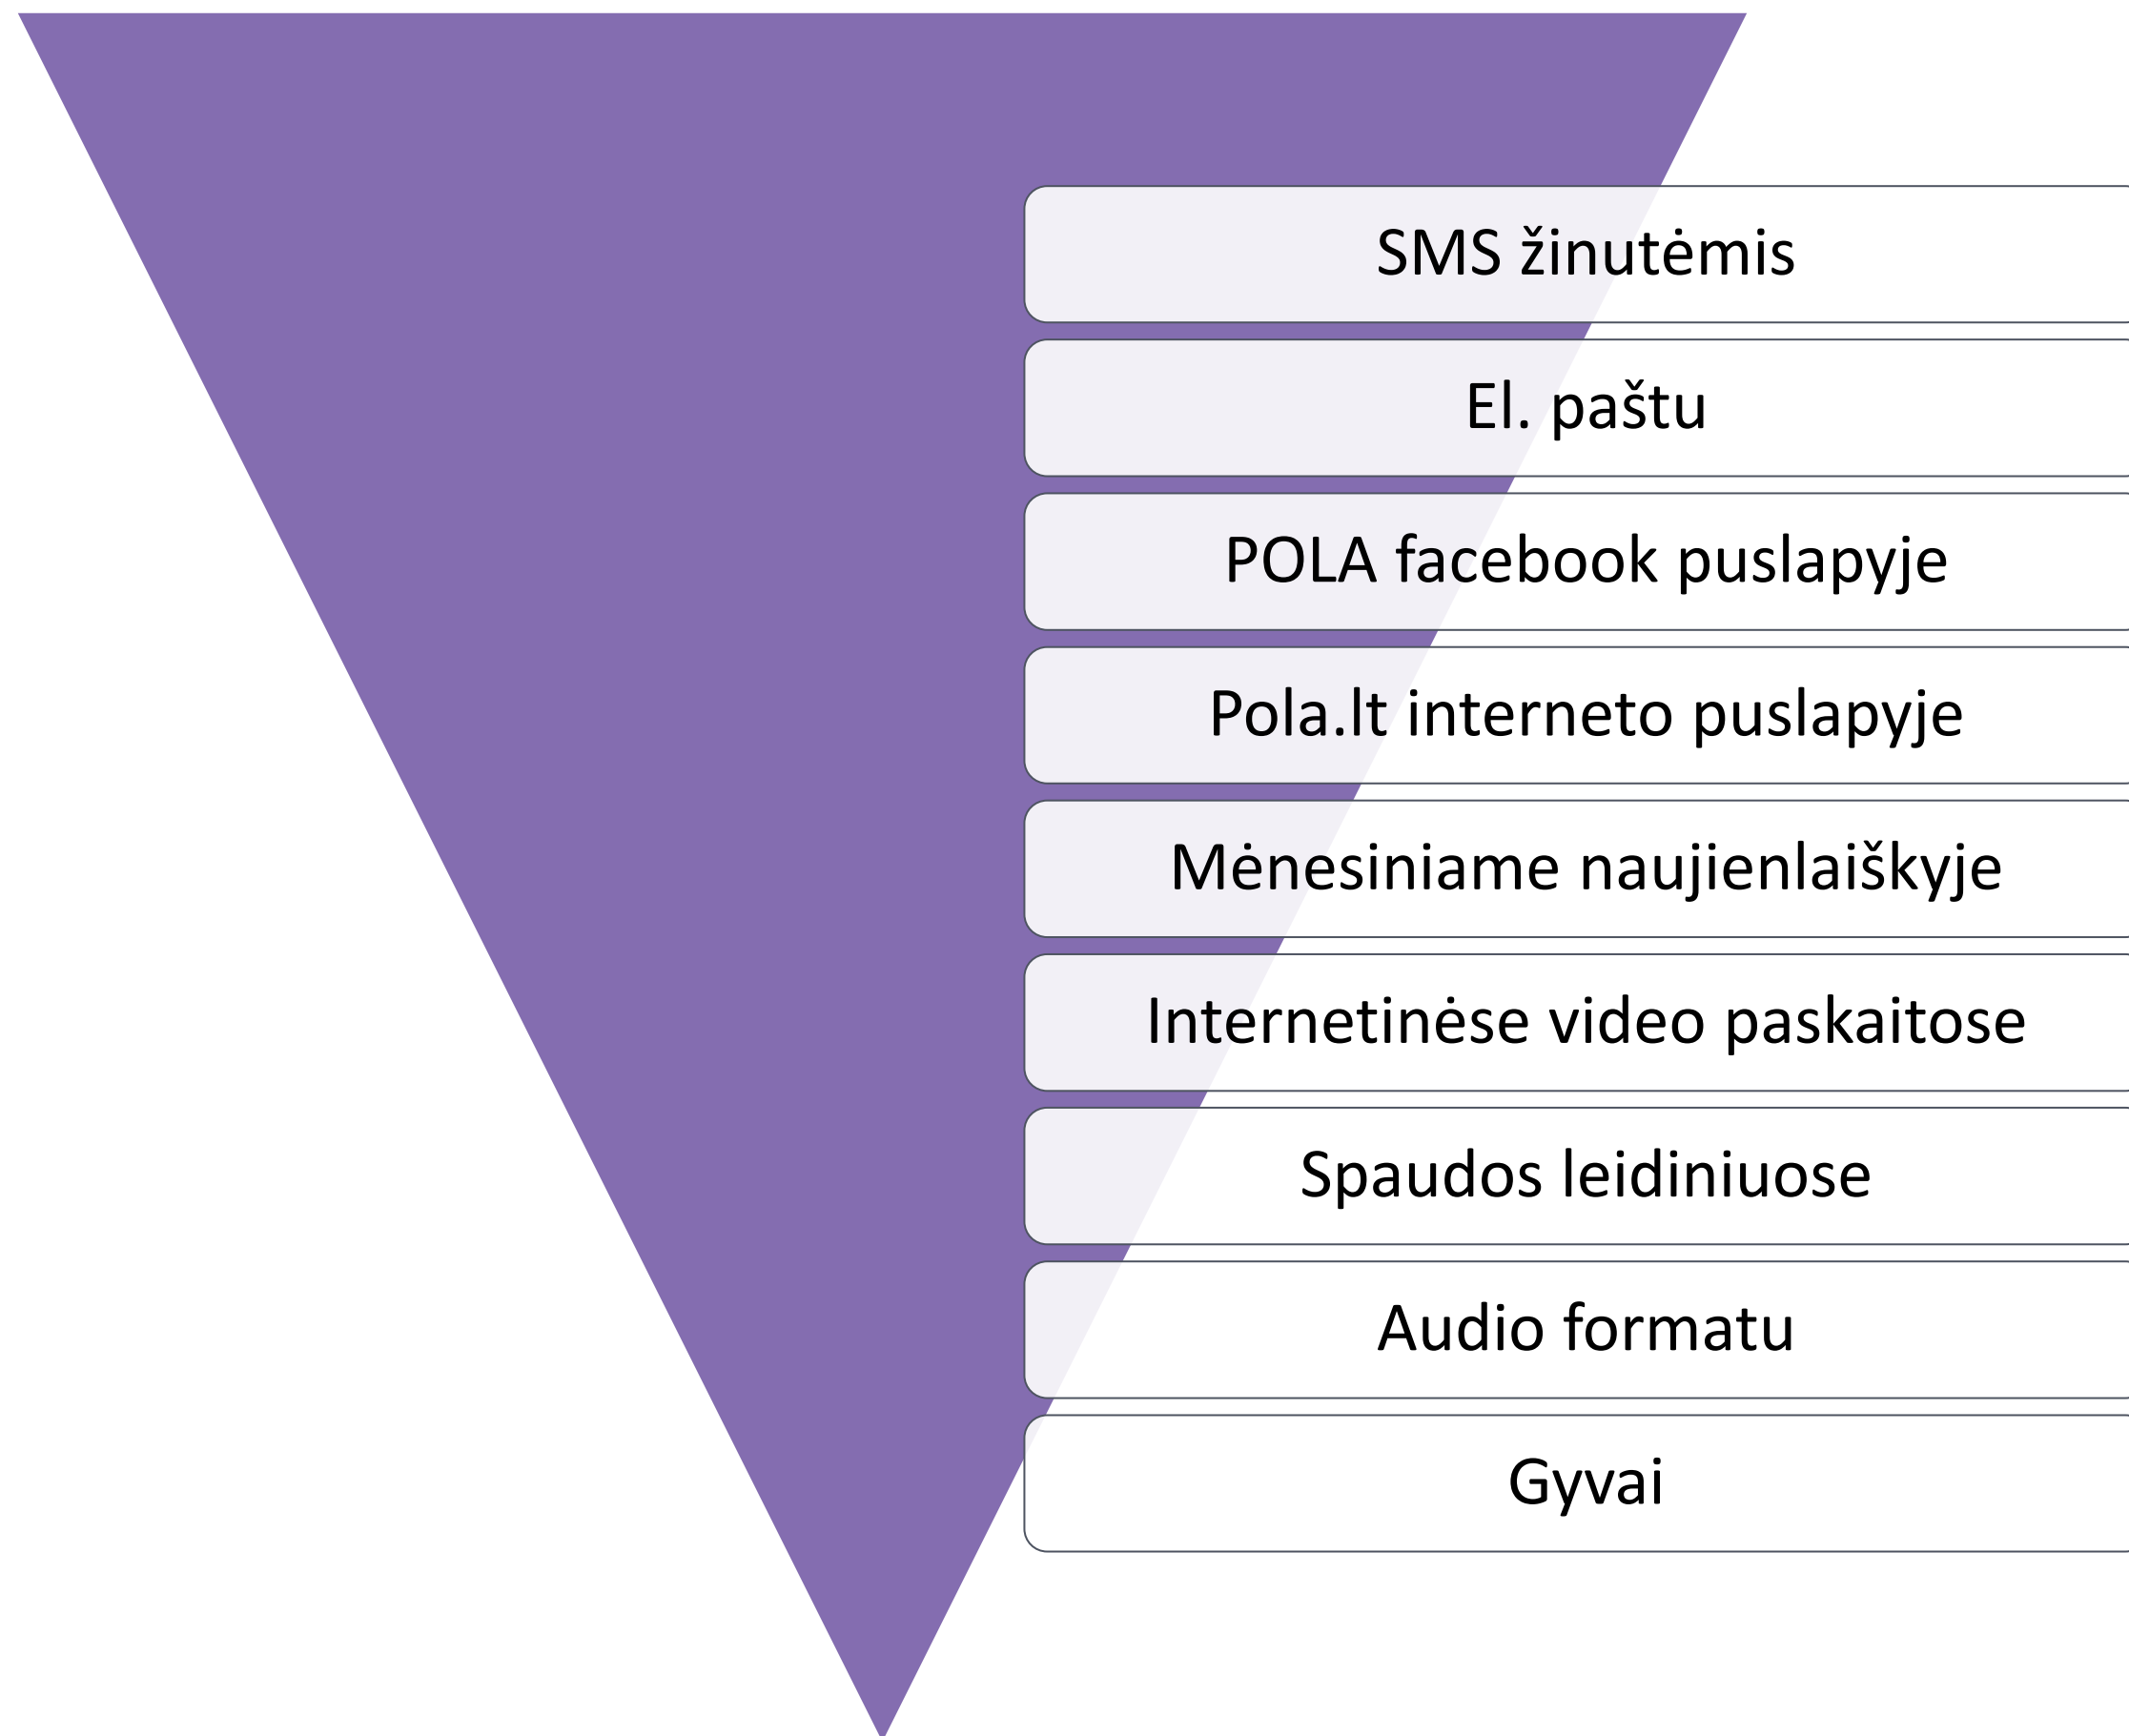 SMS žinutėmis
El. paštu
POLA facebook puslapyje
Pola.lt interneto puslapyje
Mėnesiniame naujienlaiškyje
Internetinėse video paskaitose
Spaudos leidiniuose
Audio formatu
Gyvai